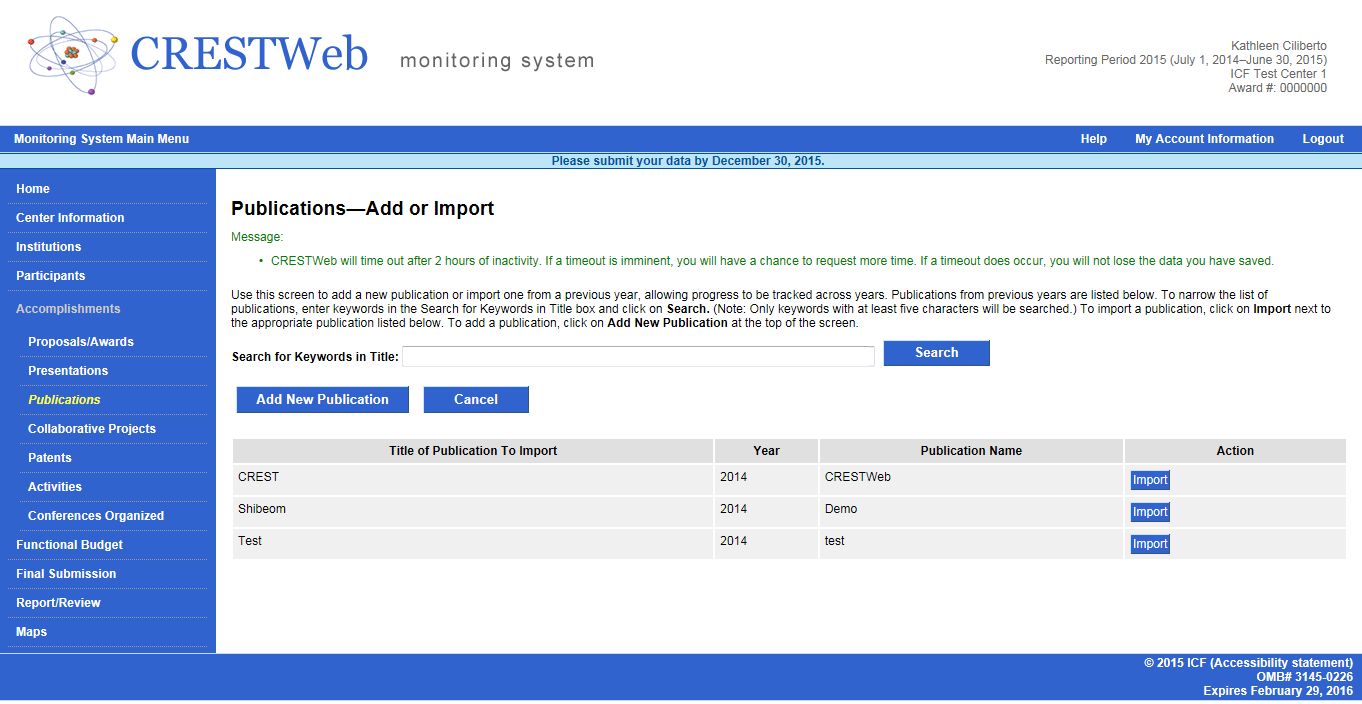 CRESTWeb monitoring system
Kathleen Ciliberto
Reporting Period 2015 (July 1, 2014–June 30, 2015)
ICF Test Center 1
Award #: 0000000
Monitoring System Main Menu Help My Account Information Logout
Please submit your data by December 30, 2015.
Home
Center Information
Institutions
Participants
Accomplishments
Proposals/Awards
Presentations
Publications
Collaborative Projects
Patents
Activities
Conferences Organized
Functional Budget
Final Submission
Report/Review
Maps
Publications—Add or Import
Message:
• CRESTWeb will time out after 2 hours of inactivity. If a timeout is imminent, you will have a chance to request more time. If a timeout does occur, you will not lose the data you have saved.
Use this screen to add a new publication or import one from a previous year, allowing progress to be tracked across years. Publications from previous years are listed below. To narrow the list of
publications, enter keywords in the Search for Keywords in Title box and click on Search. (Note: Only keywords with at least five characters will be searched.) To import a publication, click on Import next to
the appropriate publication listed below. To add a publication, click on Add New Publication at the top of the screen.
Search for Keywords in Title: Search
Add New Publication Cancel
Title of Publication To Import Year Publication Name Action
CREST 2014 CRESTWeb Import
Shibeom 2014 Demo Import
Test 2014 test Import
© 2015 ICF (Accessibility statement)
OMB# 3145-0226
Expires February 29, 2016